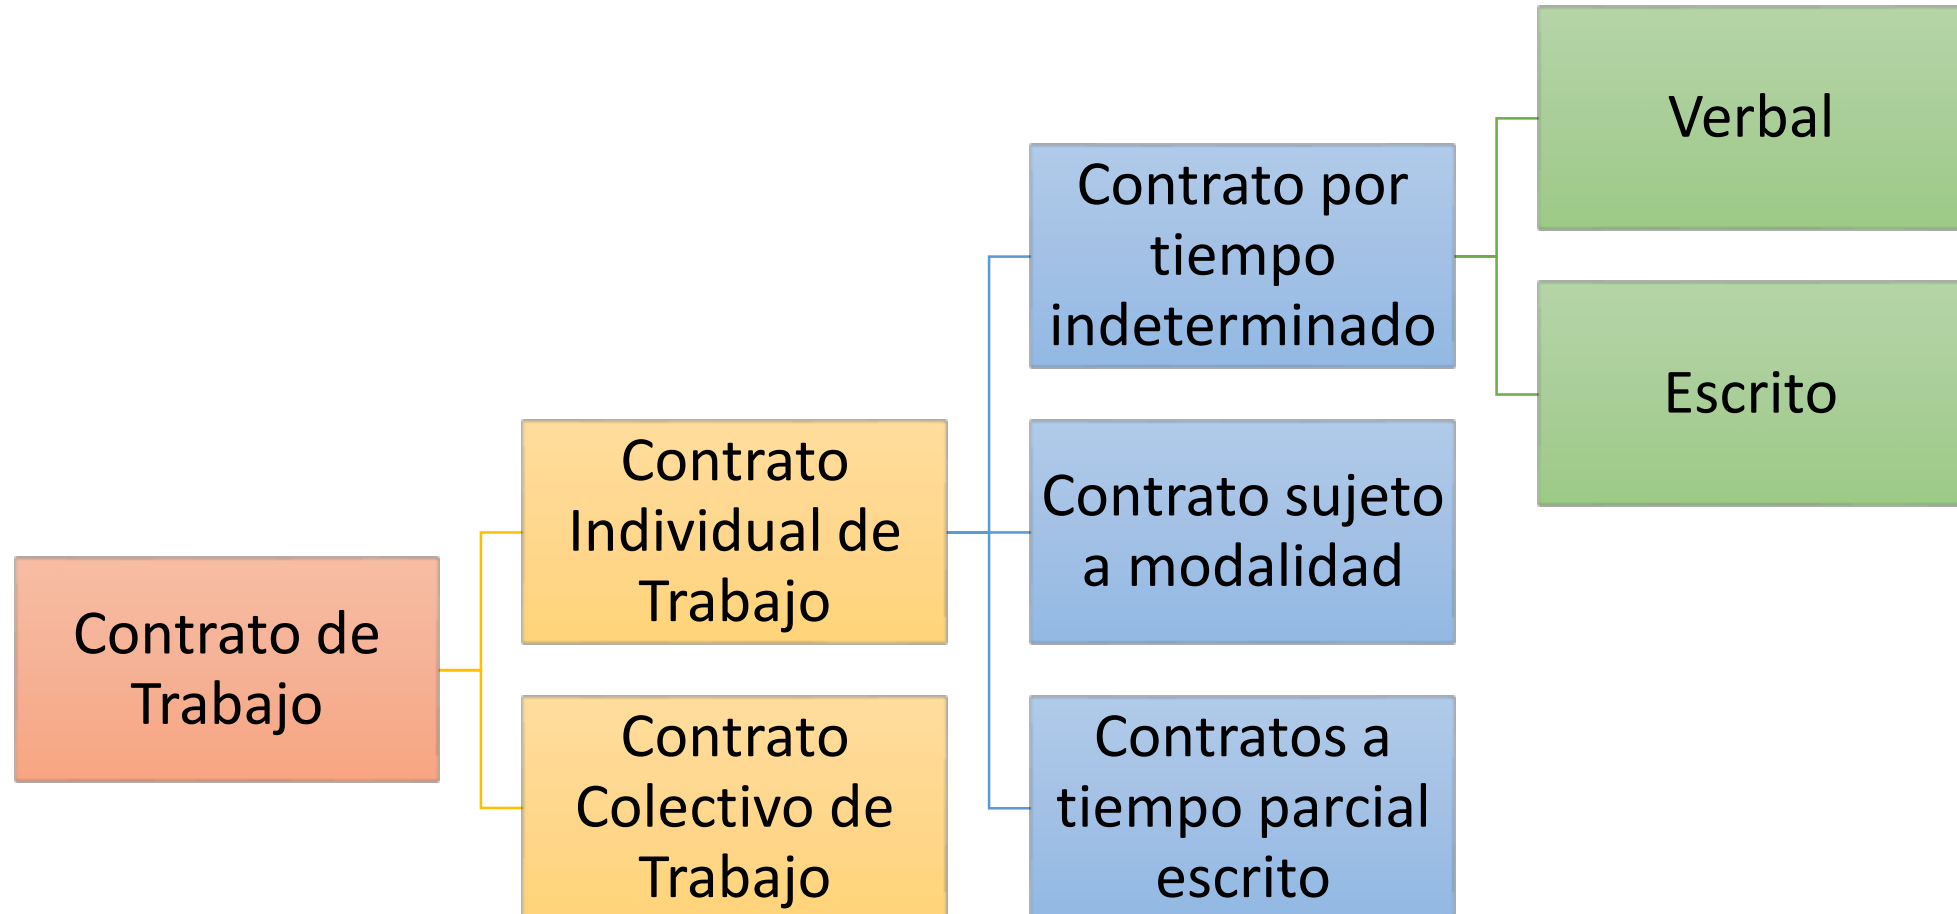 Contrato de
Trabajo
Contrato
Individual de
Trabajo
Contrato
Colectivo de
Trabajo
Contrato por
tiempo
indeterminado
Contrato sujeto
a modalidad
Contratos a
tiempo parcial
escrito
Verbal
Escrito